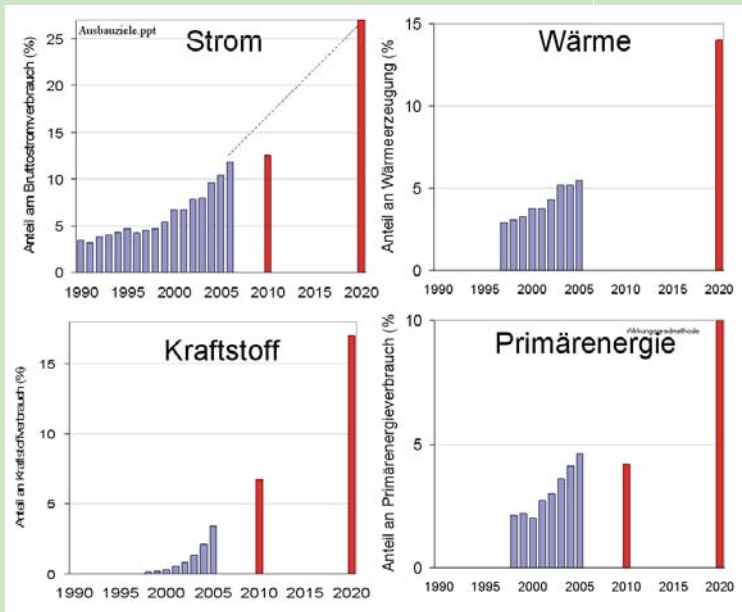 Ausbauziele.ppt
Strom
Anteil am Bruttostromverbrauch (%)
25
20
15
10
5
0
1990 1995 2000 2005 2010 2015 2020
Wärme
Anteil an Wärmeerzeugung (%
15
10
5
0
1990 1995 2000 2005 2010 2015 2020
Kraftstoff
Anteil an Kraftstoffverbrauch (%)
15
10
5
0
1990 1995 2000 2005 2010 2015 2020
Wirkungsgradmethode
Primärenergie
Anteil an Primärenergieverbrauch (%
10
5
0
1990 1995 2000 2005 2010 2015 2020